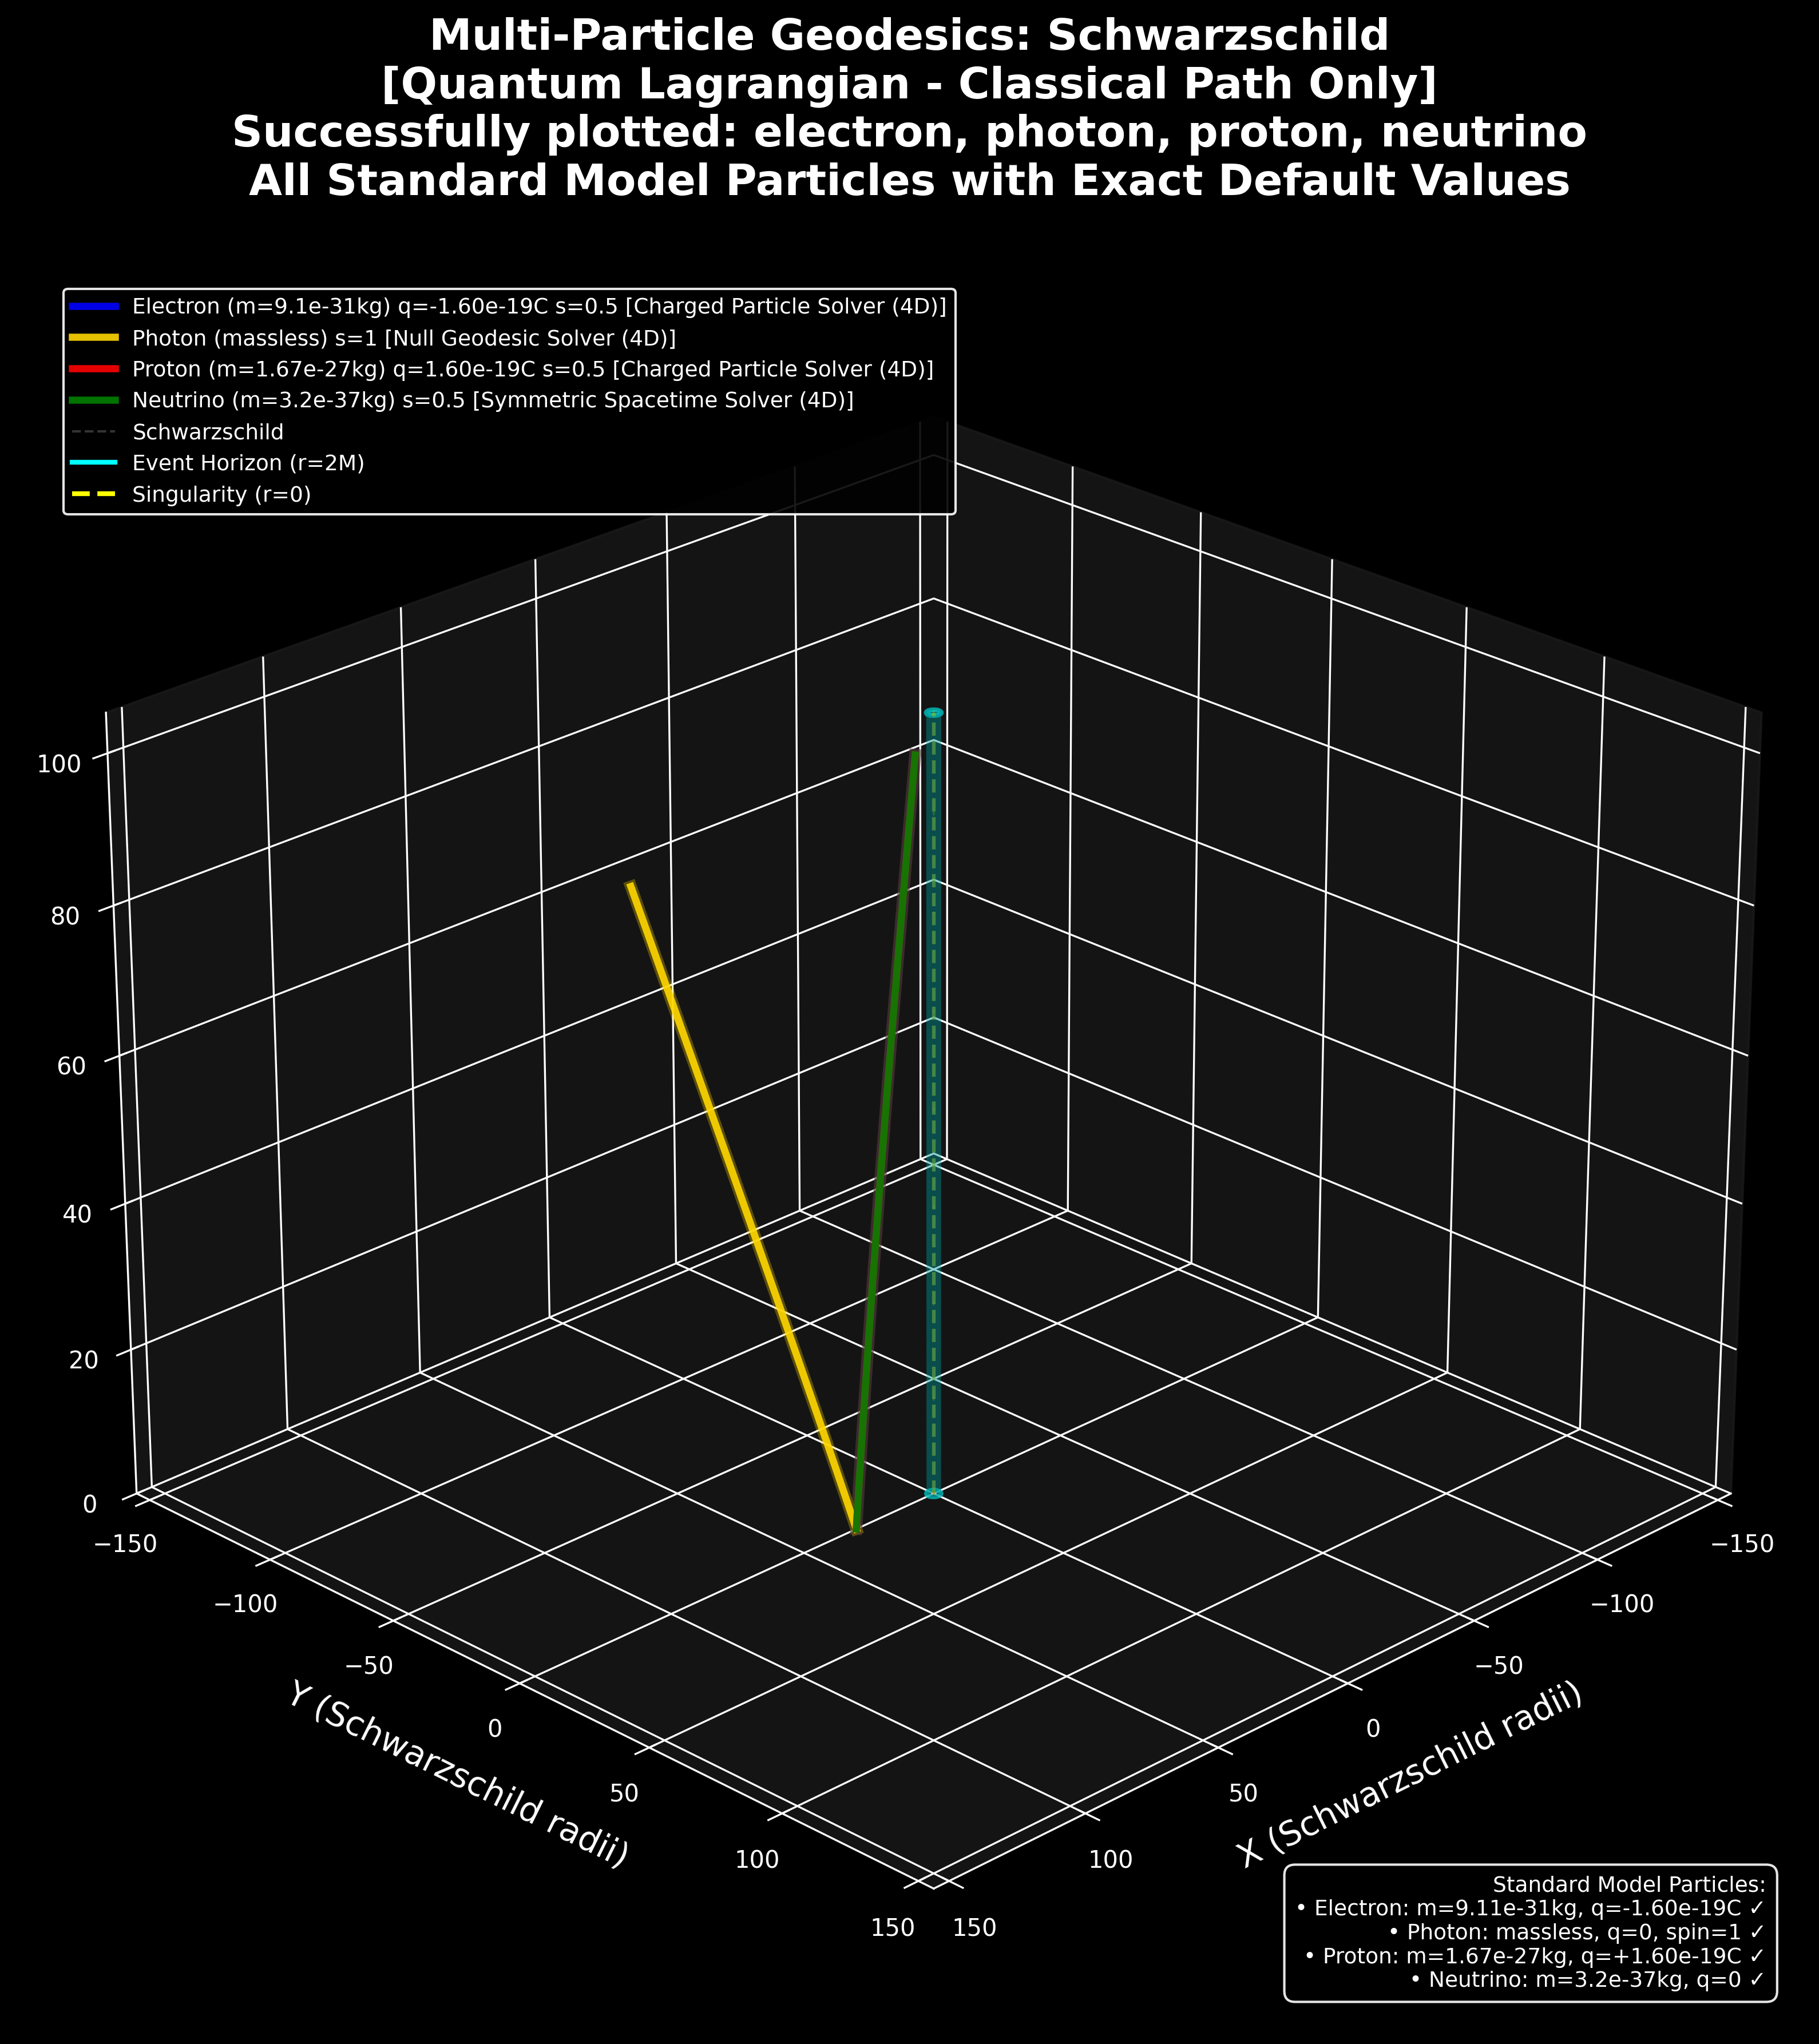 Multi-Particle Geodesics: Schwarzschild
[Quantum Lagrangian - Classical Path Only]
Successfully plotted: electron, photon, proton, neutrino
All Standard Model Particles with Exact Default Values
Electron (m=9.1e-31kg) q=-1.60e-19C s=0.5 [Charged Particle Solver (4D)]
Photon (massless) s=1 [Null Geodesic Solver (4D)]
Proton (m=1.67e-27kg) q=1.60e-19C s=0.5 [Charged Particle Solver (4D)]
Neutrino (m=3.2e-37kg) s=0.5 [Symmetric Spacetime Solver (4D)]
Schwarzschild
Event Horizon (r=2M)
Singularity (r=0)
100
80
60
40
20
0
−150
−100
−50
0
50
100
150
Y (Schwarzschild radii)
−150
−100
−50
0
50
100
150
X (Schwarzschild radii)
Standard Model Particles:
• Electron: m=9.11e-31kg, q=-1.60e-19C ✓
• Photon: massless, q=0, spin=1 ✓
• Proton: m=1.67e-27kg, q=+1.60e-19C ✓
• Neutrino: m=3.2e-37kg, q=0 ✓